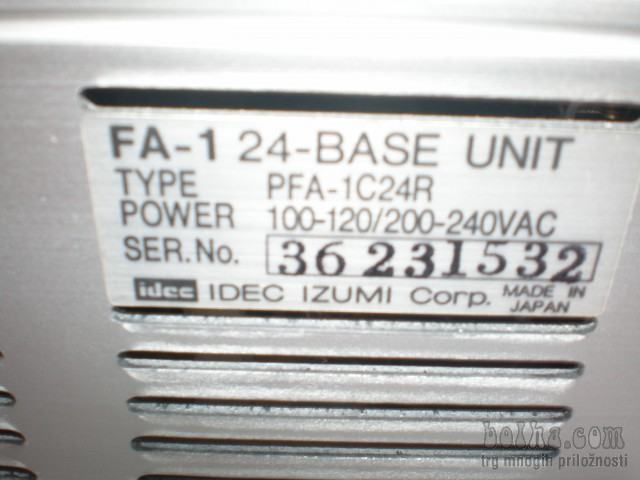 FA-1 24-BASE UNIT
TYPE PFA-1C24R
POWER 100-120/200-240VAC
SER.No. 36231532
idec IDEC IZUMI Corp. MADE IN JAPAN
bolha.com
trg mnogih priložnosti